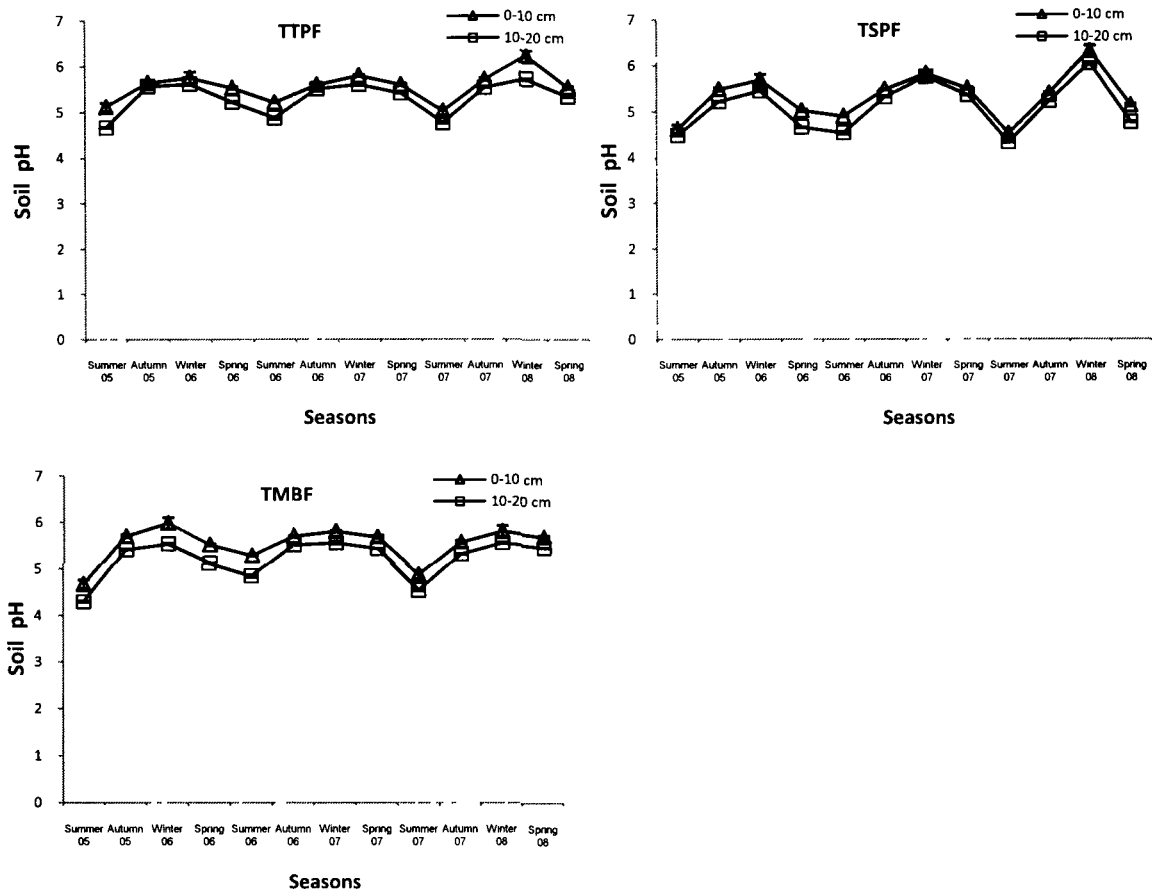 TTPF
0-10 cm
10-20 cm
7
6
5
4
3
2
1
0
Soil pH
Summer Autumn Winter Spring Summer Autumn Winter Spring Summer Autumn Winter Spring
05 05 06 06 06 06 07 07 07 07 08 08
Seasons
TSPF
0-10 cm
10-20 cm
7
6
5
4
3
2
1
0
Soil pH
Summer Autumn Winter Spring Summer Autumn Winter Spring Summer Autumn Winter Spring
05 05 06 06 06 06 07 07 07 07 08 08
Seasons
TMBF
0-10 cm
10-20 cm
7
6
5
4
3
2
1
0
Soil pH
Summer Autumn Winter Spring Summer Autumn Winter Spring Summer Autumn Winter Spring
05 05 06 06 06 06 07 07 07 07 08 08
Seasons